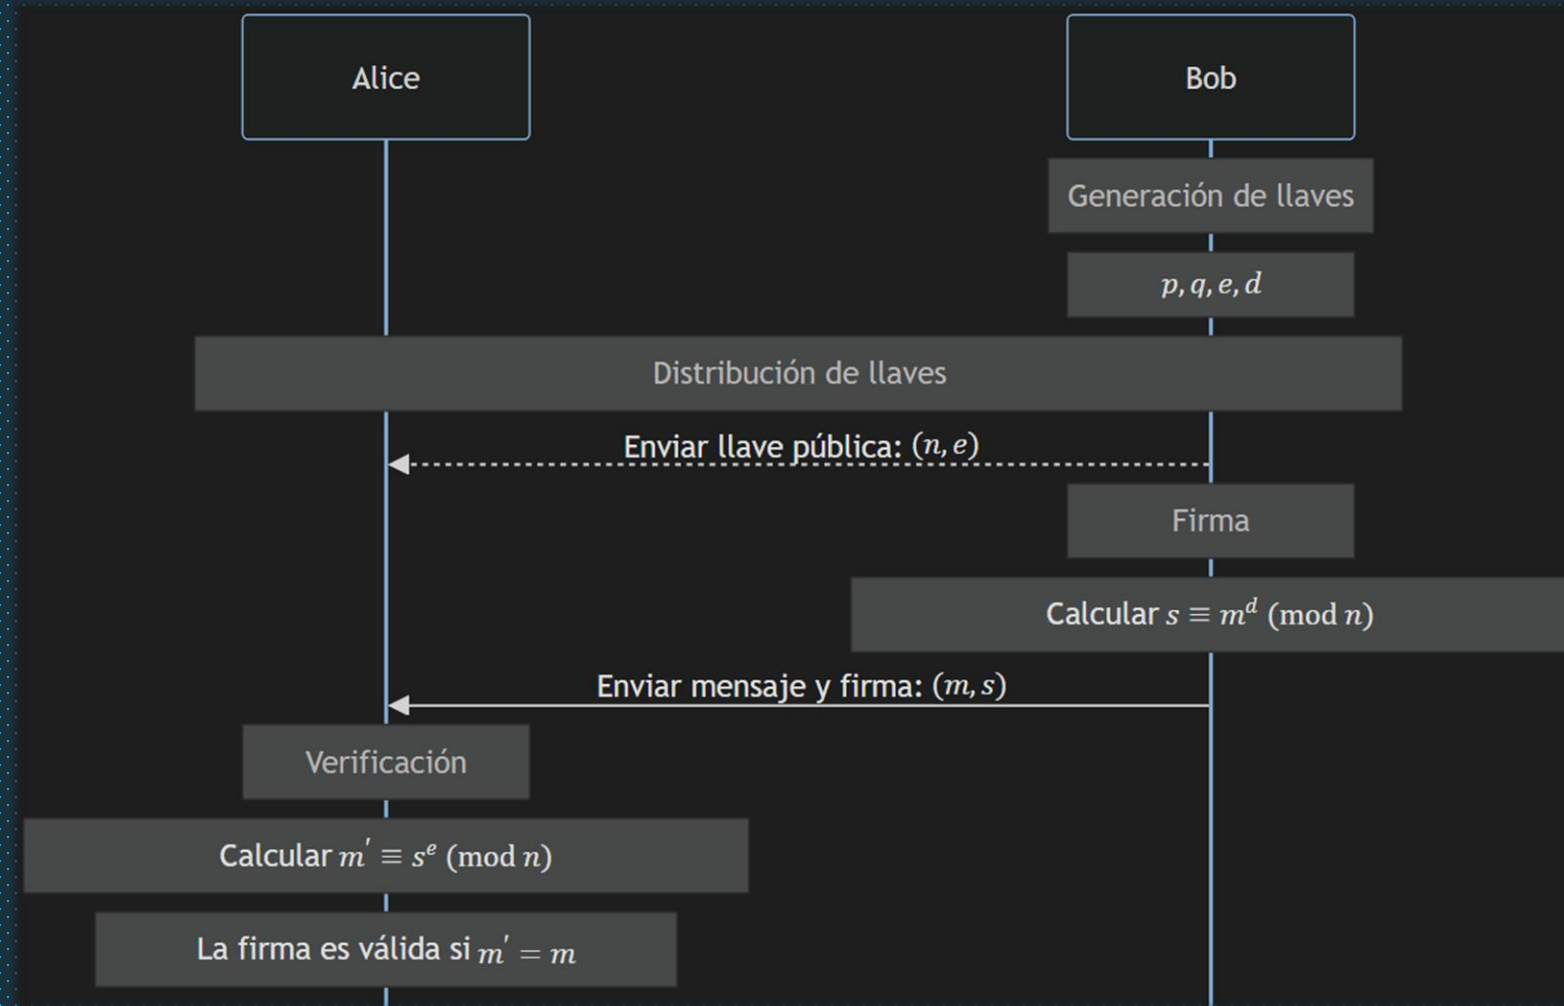 Alice
Bob
Generación de llaves
p, q, e, d
Distribución de llaves
Enviar llave pública: (n, e)
Firma
Calcular s ≡ m^d (mod n)
Enviar mensaje y firma: (m, s)
Verificación
Calcular m' ≡ s^e (mod n)
La firma es válida si m' = m